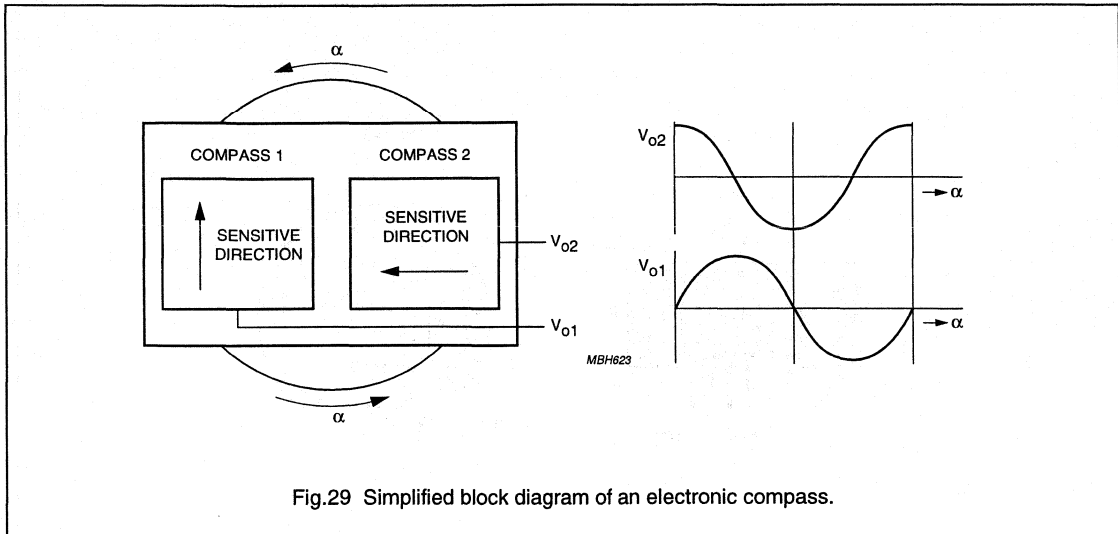 α
COMPASS 1
COMPASS 2
SENSITIVE
DIRECTION
SENSITIVE
DIRECTION
Vo2
Vo1
α
Vo2
α
Vo1
α
MBH623
Fig.29 Simplified block diagram of an electronic compass.